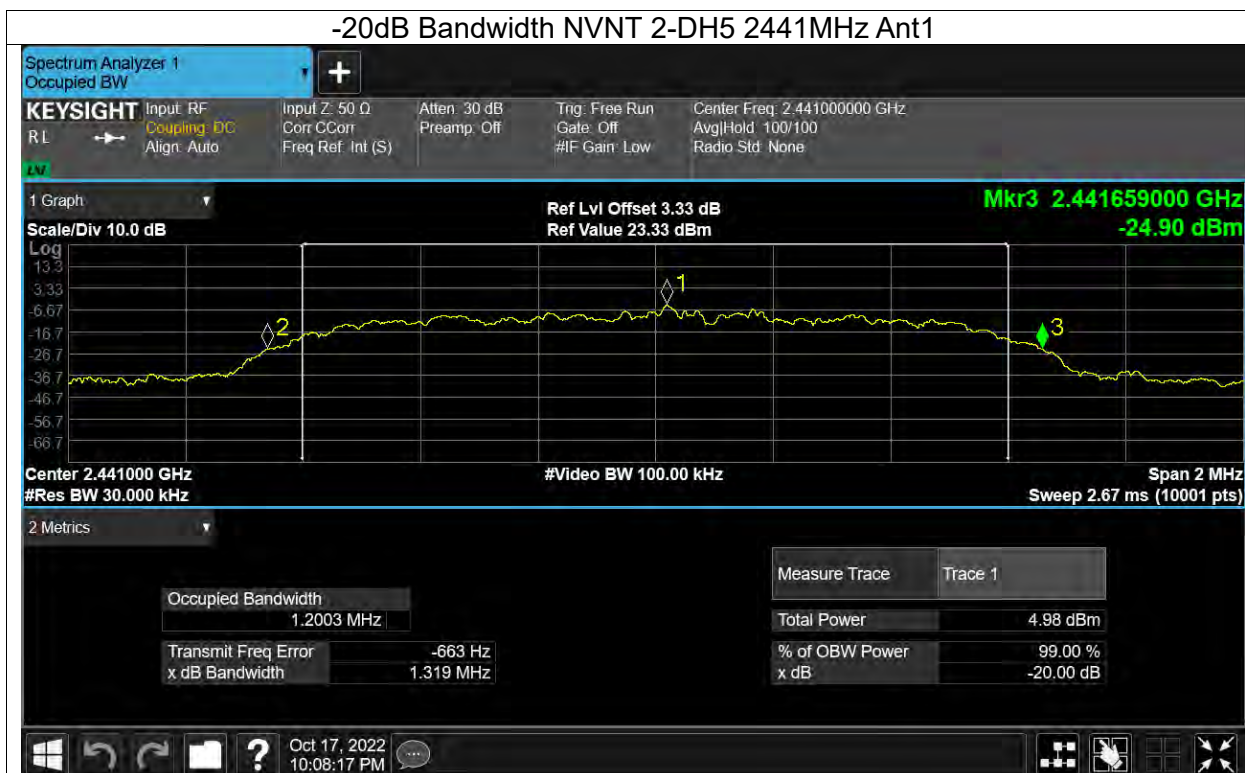 -20dB Bandwidth NVNT 2-DH5 2441MHz Ant1
Spectrum Analyzer 1
Occupied BW
+
KEYSIGHT Input: RF Input Z: 50 Ω Atten: 30 dB Trig: Free Run Center Freq: 2.441000000 GHz
RL Coupling: DC Corr CCorr Preamp: Off Gate: Off Avg|Hold: 100/100
Align: Auto Freq Ref: Int (S) #IF Gain: Low Radio Std: None
LXI
1 Graph
Ref Lvl Offset 3.33 dB Mkr3 2.441659000 GHz
Scale/Div 10.0 dB Ref Value 23.33 dBm -24.90 dBm
Log
13.3
3.33
-6.67
-16.7
-26.7
-36.7
-46.7
-56.7
-66.7
1
2
3
Center 2.441000 GHz #Video BW 100.00 kHz Span 2 MHz
#Res BW 30.000 kHz Sweep 2.67 ms (10001 pts)
2 Metrics
Measure Trace Trace 1
Occupied Bandwidth
1.2003 MHz Total Power 4.98 dBm
Transmit Freq Error -663 Hz % of OBW Power 99.00 %
x dB Bandwidth 1.319 MHz x dB -20.00 dB
? Oct 17, 2022
10:08:17 PM